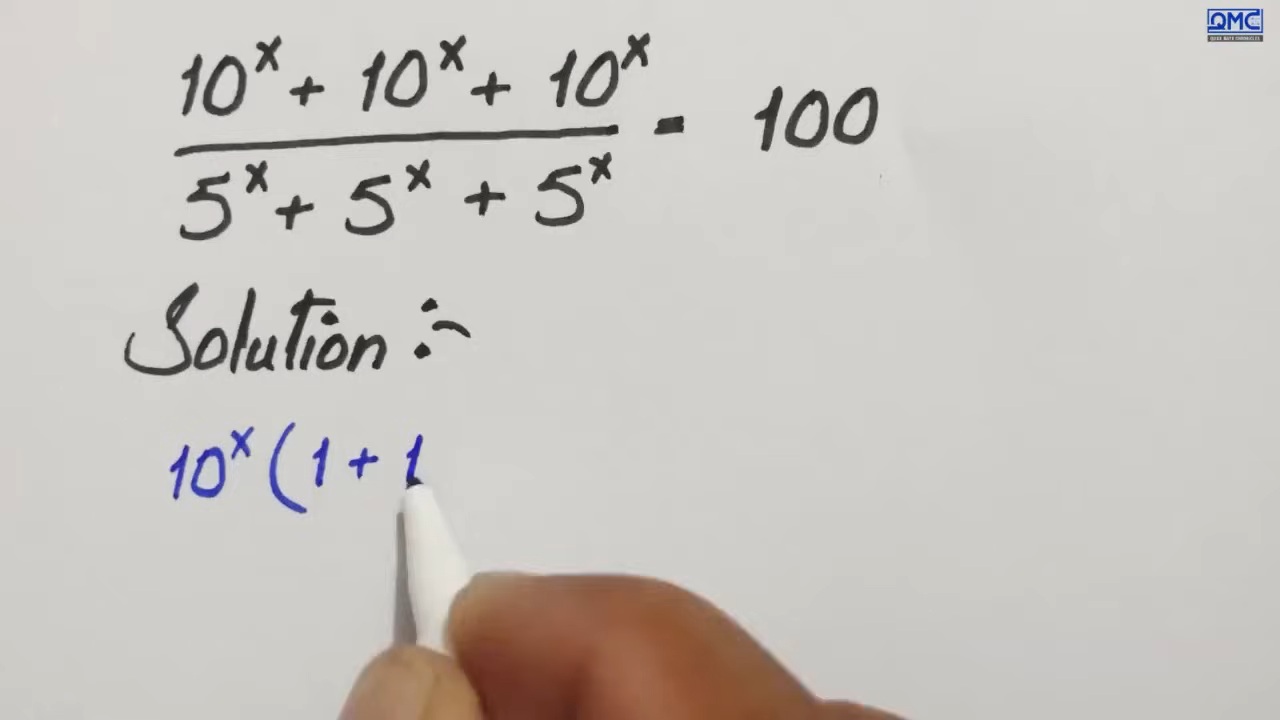 QMC
10^x + 10^x + 10^x
5^x + 5^x + 5^x
= 100
Solution :-
10^x (1 + 1